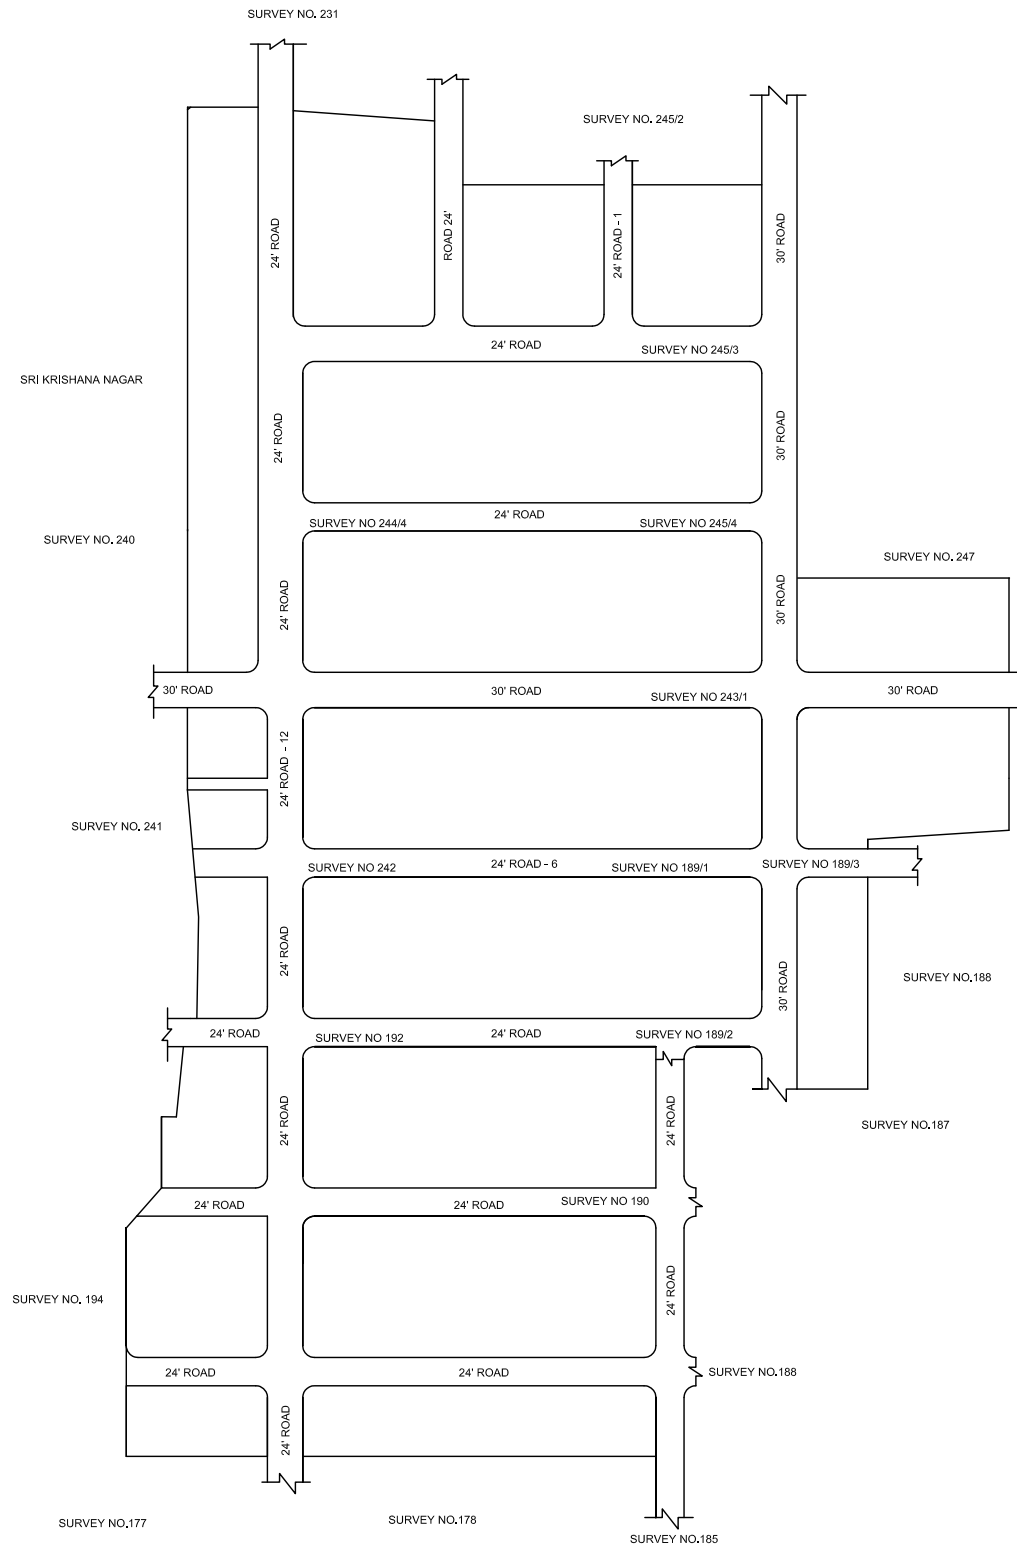 SURVEY NO. 231
SURVEY NO. 245/2
24' ROAD
ROAD 24'
24' ROAD - 1
30' ROAD
24' ROAD
SURVEY NO 245/3
SRI KRISHANA NAGAR
24' ROAD
30' ROAD
24' ROAD
SURVEY NO 244/4
SURVEY NO 245/4
SURVEY NO. 240
SURVEY NO. 247
24' ROAD
30' ROAD
30' ROAD
30' ROAD
SURVEY NO 243/1
30' ROAD
24' ROAD - 12
SURVEY NO. 241
SURVEY NO 242
24' ROAD - 6
SURVEY NO 189/1
SURVEY NO 189/3
24' ROAD
30' ROAD
SURVEY NO.188
24' ROAD
SURVEY NO 192
24' ROAD
SURVEY NO 189/2
24' ROAD
24' ROAD
SURVEY NO.187
24' ROAD
24' ROAD
SURVEY NO 190
24' ROAD
SURVEY NO. 194
24' ROAD
24' ROAD
SURVEY NO.188
24' ROAD
SURVEY NO.177
SURVEY NO.178
SURVEY NO.185